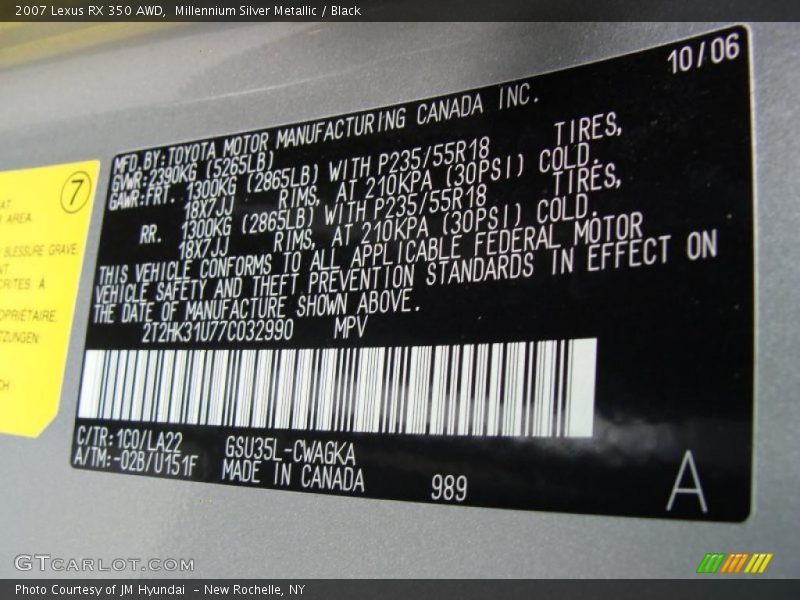 2007 Lexus RX 350 AWD, Millennium Silver Metallic / Black
10/06
MFD. BY: TOYOTA MOTOR MANUFACTURING CANADA INC.
GVWR: 2390KG (5265LB)
GAWR: FRT. 1300KG (2865LB) WITH P235/55R18 TIRES,
18X7JJ RIMS, AT 210KPA (30PSI) COLD.
RR. 1300KG (2865LB) WITH P235/55R18 TIRES,
18X7JJ RIMS, AT 210KPA (30PSI) COLD.
THIS VEHICLE CONFORMS TO ALL APPLICABLE FEDERAL MOTOR
VEHICLE SAFETY AND THEFT PREVENTION STANDARDS IN EFFECT ON
THE DATE OF MANUFACTURE SHOWN ABOVE.
2T2HK31U77C032990 MPV
C/TR: 1C0/LA22 GSU35L-CWAGKA
A/TM: -02B/U151F MADE IN CANADA 989
A
7
AREA
BLESSURE GRAVE.
À
GTCARLOT.COM
Photo Courtesy of JM Hyundai - New Rochelle, NY